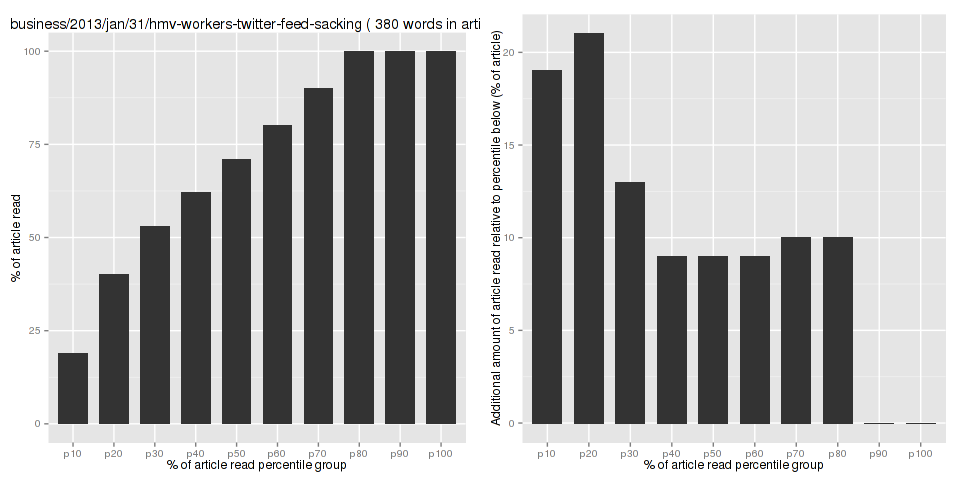 business/2013/jan/31/hmv-workers-twitter-feed-sacking ( 380 words in arti
% of article read
100
75
50
25
0
p10 p20 p30 p40 p50 p60 p70 p80 p90 p100
% of article read percentile group
Additional amount of article read relative to percentile below (% of article)
20
15
10
5
0
p10 p20 p30 p40 p50 p60 p70 p80 p90 p100
% of article read percentile group